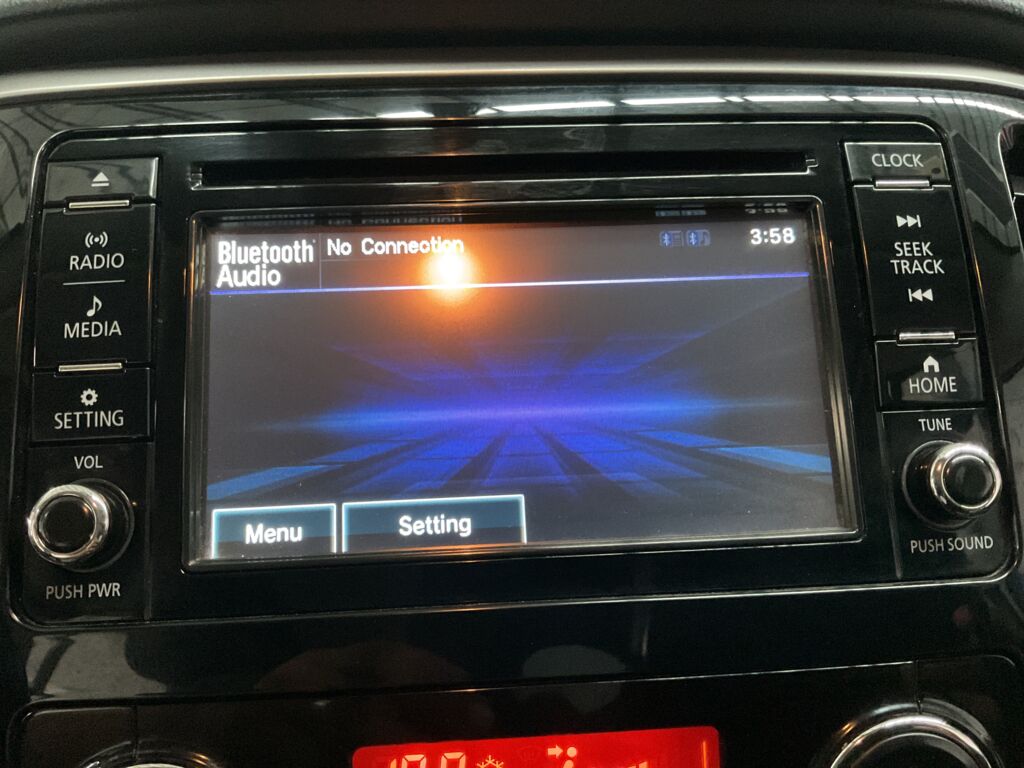 CLOCK
RADIO
MEDIA
SETTING
VOL
PUSH PWR
Bluetooth
Audio
No Connection
3:58
Menu
Setting
SEEK
TRACK
HOME
TUNE
PUSH SOUND